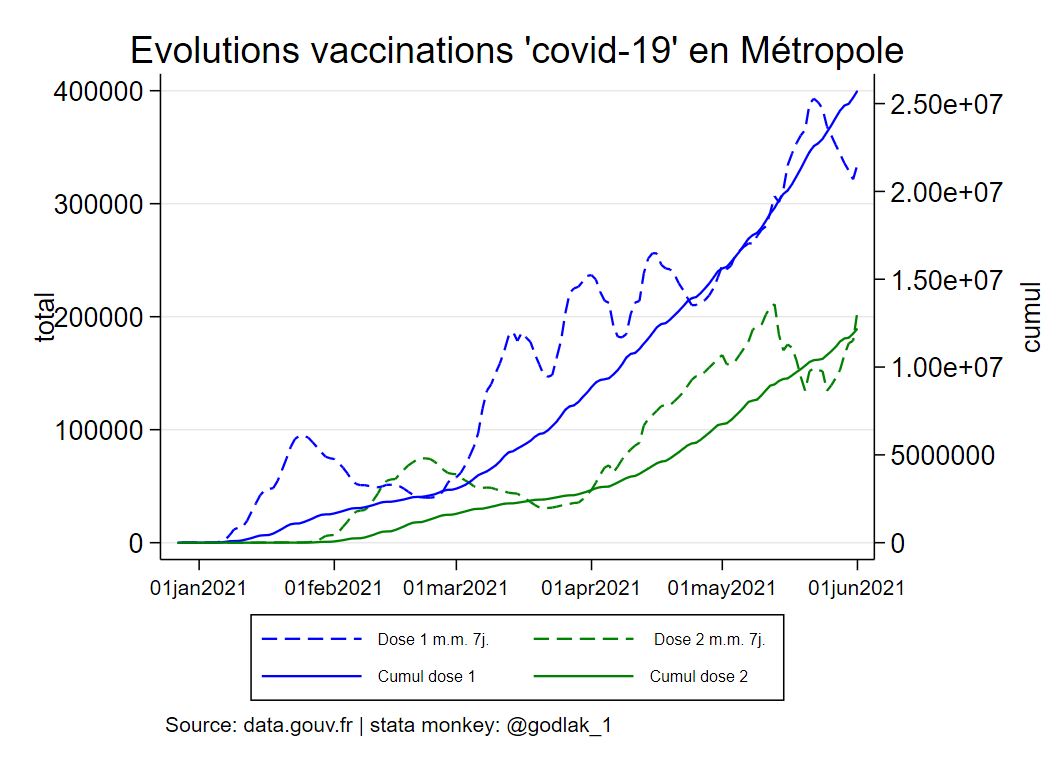 Evolutions vaccinations 'covid-19' en Métropole
400000
300000
200000
100000
0
total
2.50e+07
2.00e+07
1.50e+07
1.00e+07
5000000
0
cumul
01jan2021 01feb2021 01mar2021 01apr2021 01may2021 01jun2021
Dose 1 m.m. 7j. Dose 2 m.m. 7j.
Cumul dose 1 Cumul dose 2
Source: data.gouv.fr | stata monkey: @godlak_1